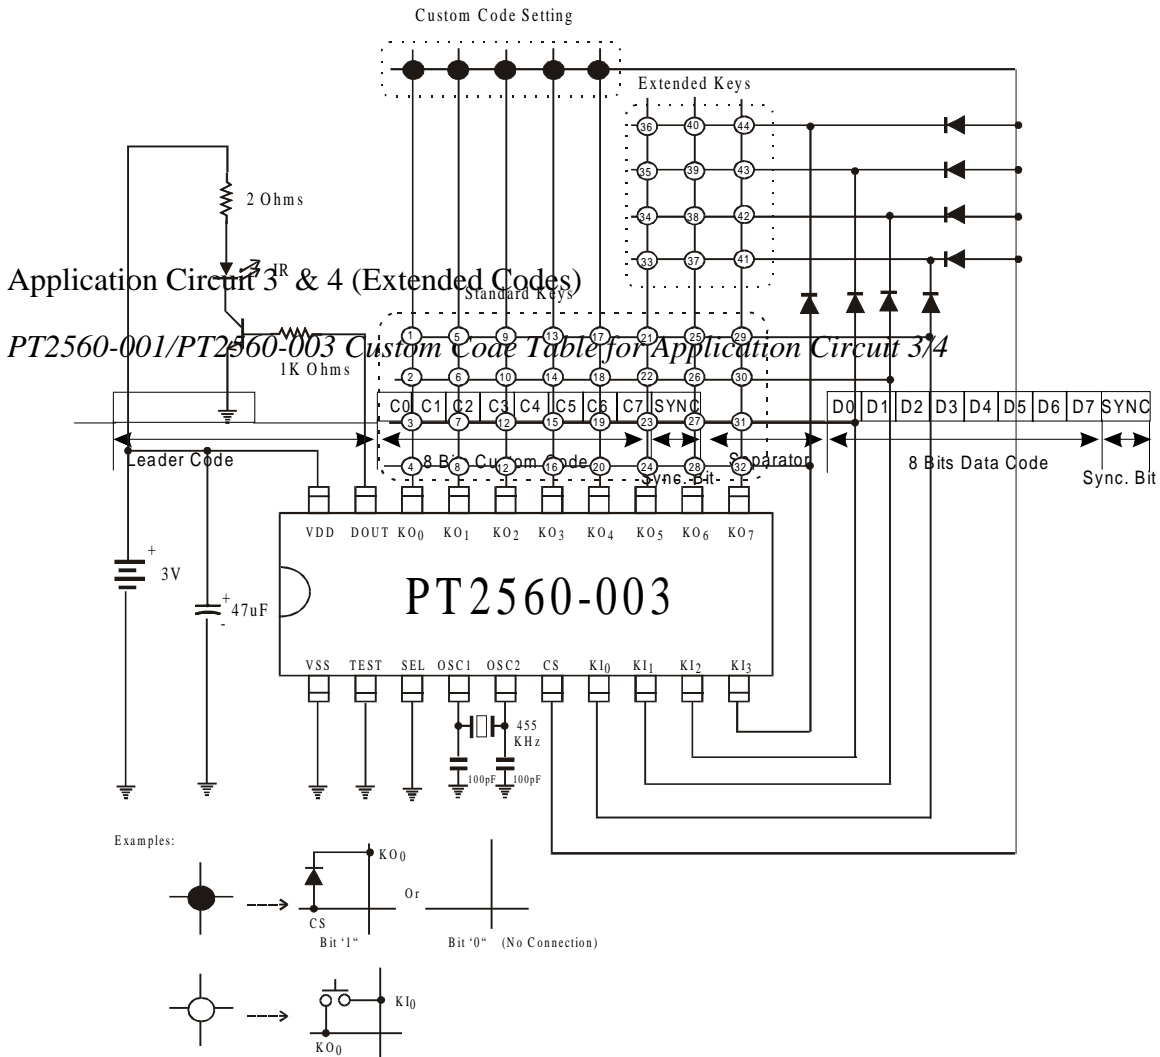 Custom Code Setting
Extended Keys
36 40 44
35 39 43
34 38 42
33 37 41
2 Ohms
IR
Application Circuit 3 & 4 (Extended Codes)
Standard Keys
1 5 9 13 17 21 25 29
PT2560-001/PT2560-003 Custom Code Table for Application Circuit 3/4
1K Ohms
2 6 10 14 18 22 26 30
C0 C1 C2 C3 C4 C5 C6 C7 SYNC
D0 D1 D2 D3 D4 D5 D6 D7 SYNC
3 7 12 15 19 23 27 31
Leader Code
8 Bits Custom Code
Sync. Bit
Separator
8 Bits Data Code
Sync. Bit
4 8 12 16 20 24 28 32
VDD DOUT KO0 KO1 KO2 KO3 KO4 KO5 KO6 KO7
+
3V
PT2560-003
+
47uF
-
VSS TEST SEL OSC1 OSC2 CS KI0 KI1 KI2 KI3
455
KHz
100pF 100pF
Examples:
KO0
Or
CS
Bit ‘1“
Bit ‘0“ (No Connection)
KI0
KO0